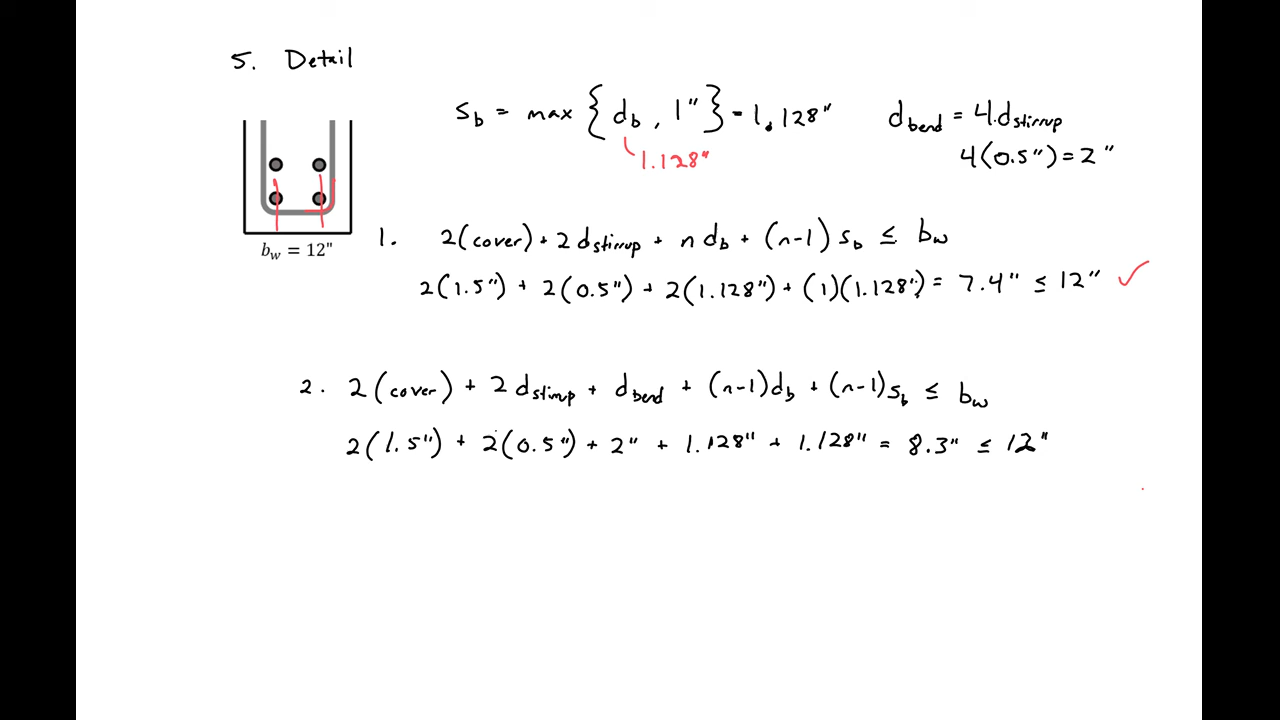 5. Detail
s_b = max { d_b , 1" } = 1.128"
1.128"
d_bend = 4·d_stirrup
4(0.5") = 2"
b_w = 12"
1. 2(cover) + 2 d_stirrup + n d_b + (n-1) s_b ≤ b_w
2(1.5") + 2(0.5") + 2(1.128") + (1)(1.128") = 7.4" ≤ 12" ✓
2. 2(cover) + 2 d_stirrup + d_bend + (n-1)d_b + (n-1)s_b ≤ b_w
2(1.5") + 2(0.5") + 2" + 1.128" + 1.128" = 8.3" ≤ 12"